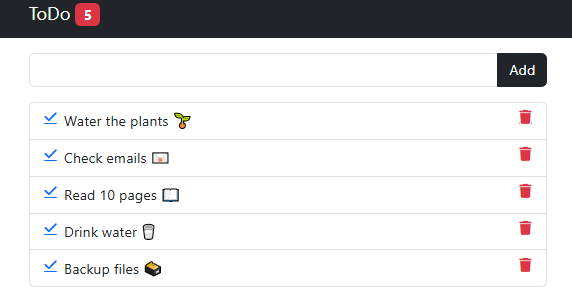 ToDo 5
Add
Water the plants 🌱
Check emails 📧
Read 10 pages 📖
Drink water 🥛
Backup files 🗃️